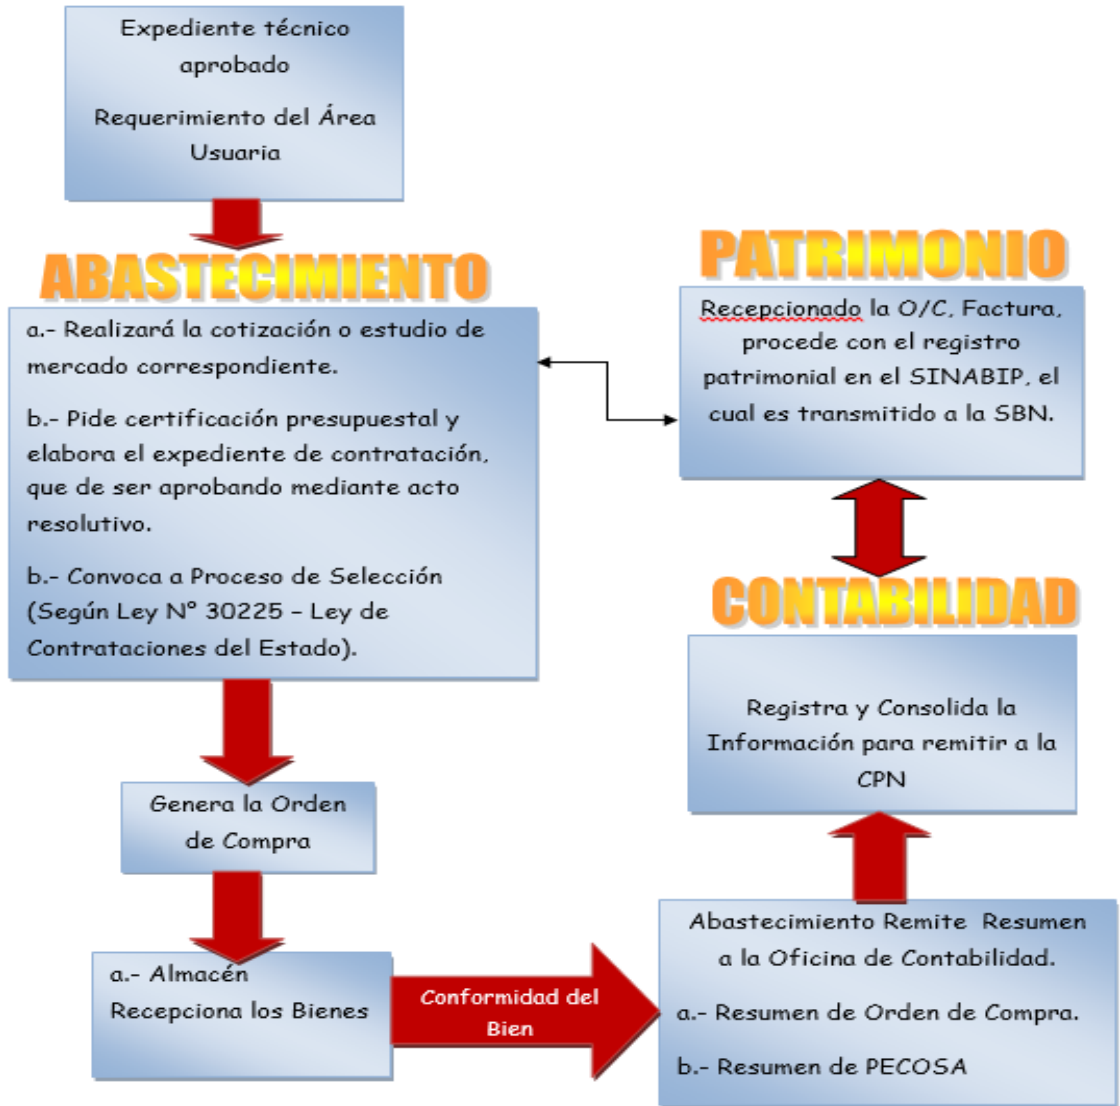 Expediente técnico
aprobado
Requerimiento del Área
Usuaria
ABASTECIMIENTO
a.- Realizará la cotización o estudio de
mercado correspondiente.
b.- Pide certificación presupuestal y
elabora el expediente de contratación,
que de ser aprobando mediante acto
resolutivo.
b.- Convoca a Proceso de Selección
(Según Ley N° 30225 – Ley de
Contrataciones del Estado).
Genera la Orden
de Compra
a.- Almacén
Recepciona los Bienes
Conformidad del
Bien
Abastecimiento Remite Resumen
a la Oficina de Contabilidad.
a.- Resumen de Orden de Compra.
b.- Resumen de PECOSA
CONTABILIDAD
Registra y Consolida la
Información para remitir a la
CPN
PATRIMONIO
Recepcionado la O/C, Factura,
procede con el registro
patrimonial en el SINABIP, el
cual es transmitido a la SBN.